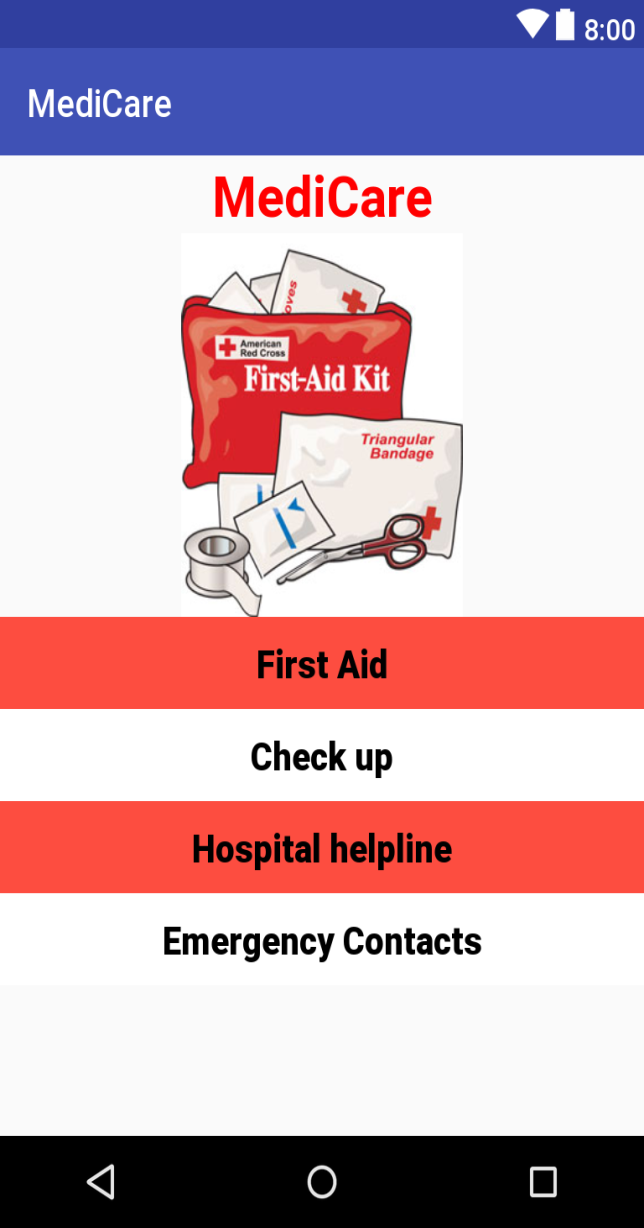 8:00
MediCare
MediCare
oves
American
Red Cross
First-Aid Kit
Triangular
Bandage
First Aid
Check up
Hospital helpline
Emergency Contacts